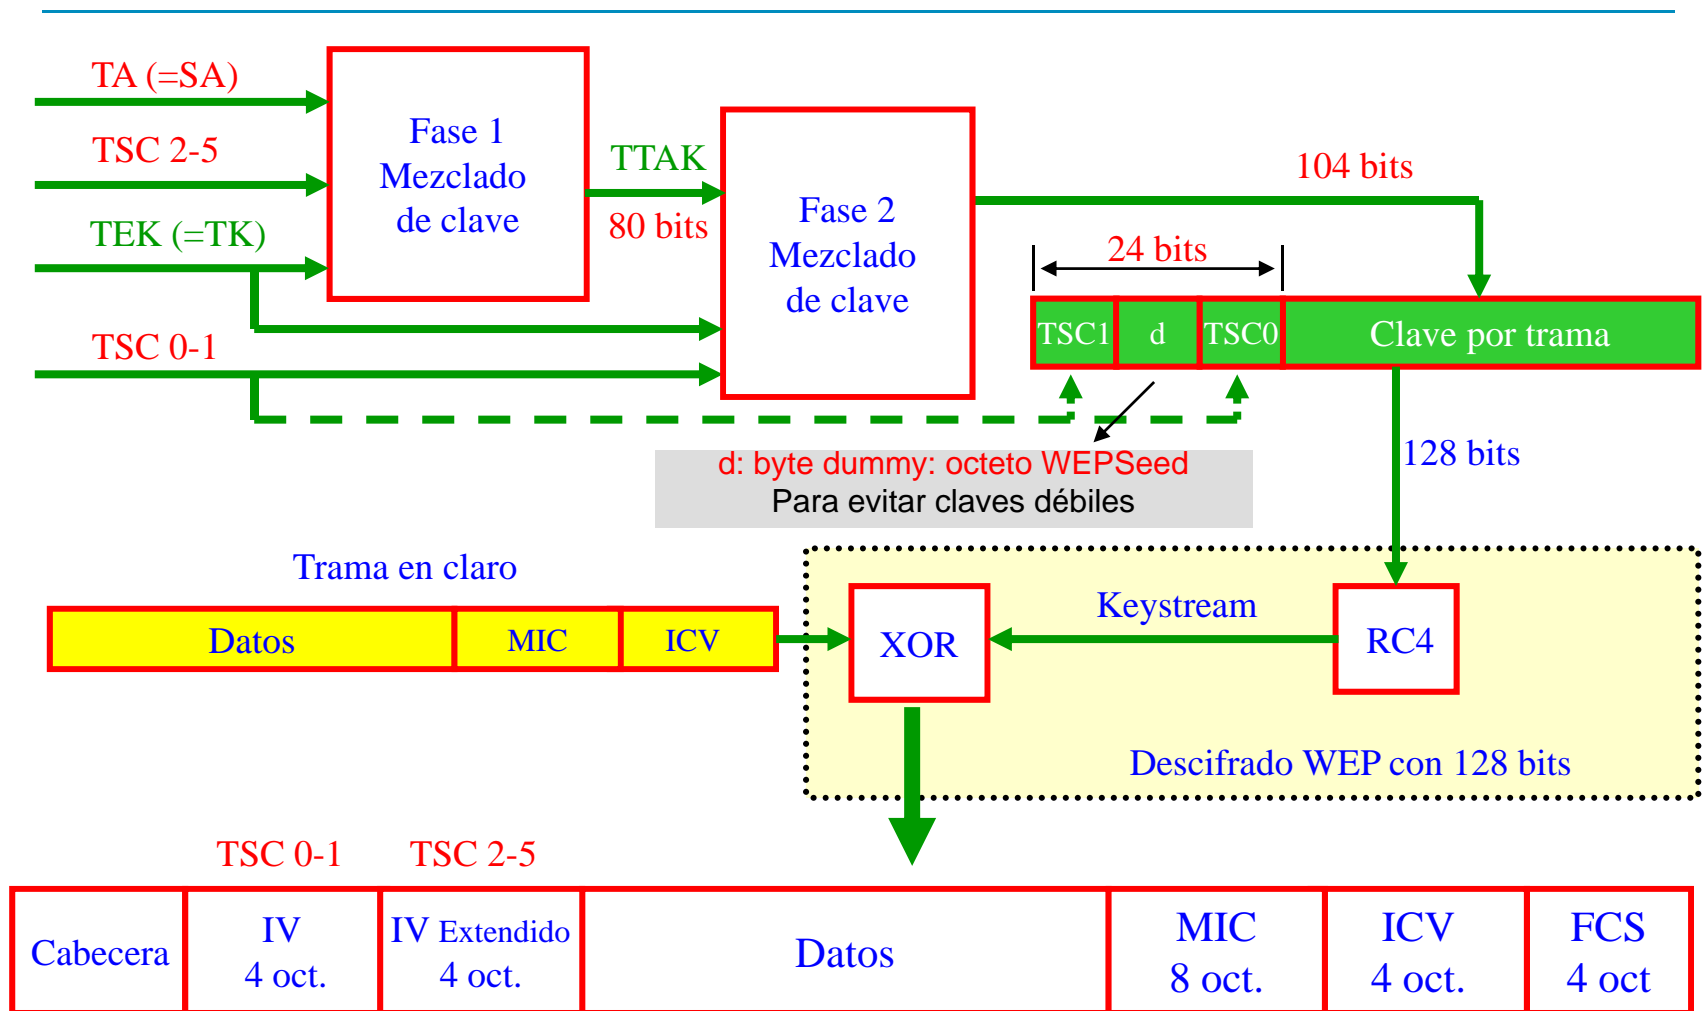 TA (=SA)
TSC 2-5
TEK (=TK)
TSC 0-1
Fase 1
Mezclado
de clave
TTAK
80 bits
Fase 2
Mezclado
de clave
104 bits
24 bits
TSC1 d TSC0 Clave por trama
d: byte dummy: octeto WEPSeed
Para evitar claves débiles
128 bits
Trama en claro
Datos MIC ICV
XOR
Keystream
RC4
Descifrado WEP con 128 bits
TSC 0-1
TSC 2-5
Cabecera
IV
4 oct.
IV Extendido
4 oct.
Datos
MIC
8 oct.
ICV
4 oct.
FCS
4 oct